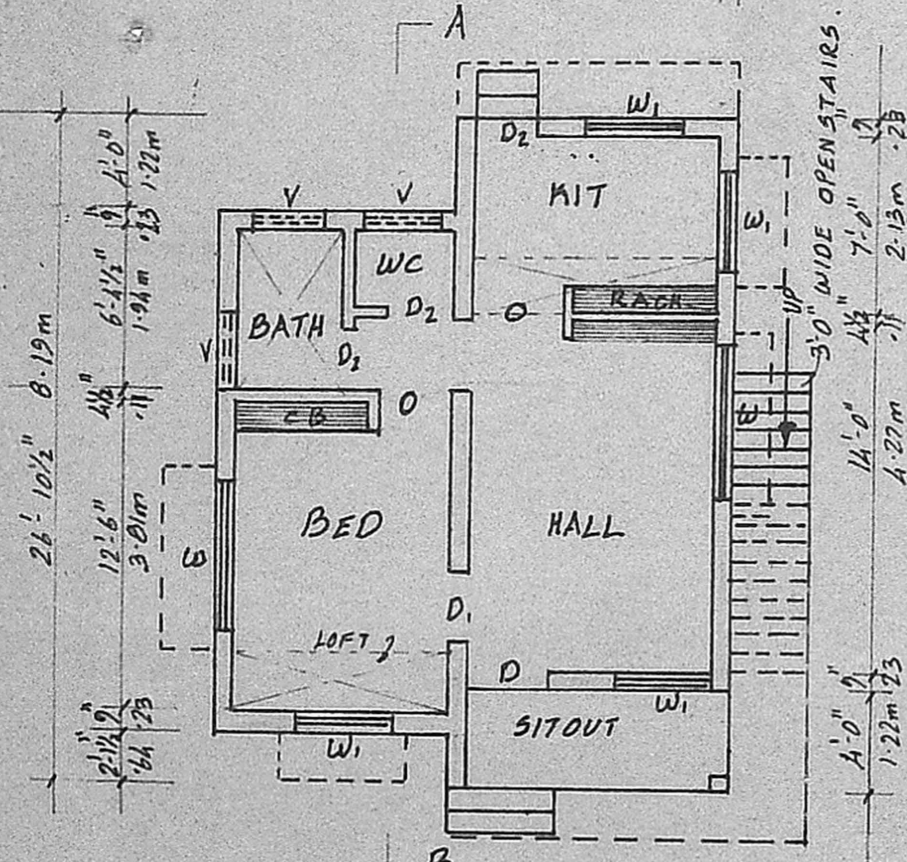 A
3'-0" WIDE OPEN STAIRS.
W1
D2
KIT
V
V
WC
W1
BATH
D2
RACK
O
D2
V
UP
CB
O
W
BED
HALL
W
D1
LOFT
D
W1
SITOUT
W1
B
26'-10½" 8.19m
4'-0" 1.22m
9" .23
6'-4½" 1.94m
4½" .11
12'-6" 3.81m
9" .23
2'-1½" .64
9" .23
7'-0" 2.13m
4½" .11
14'-0" 4.27m
9" .23
4'-0" 1.22m